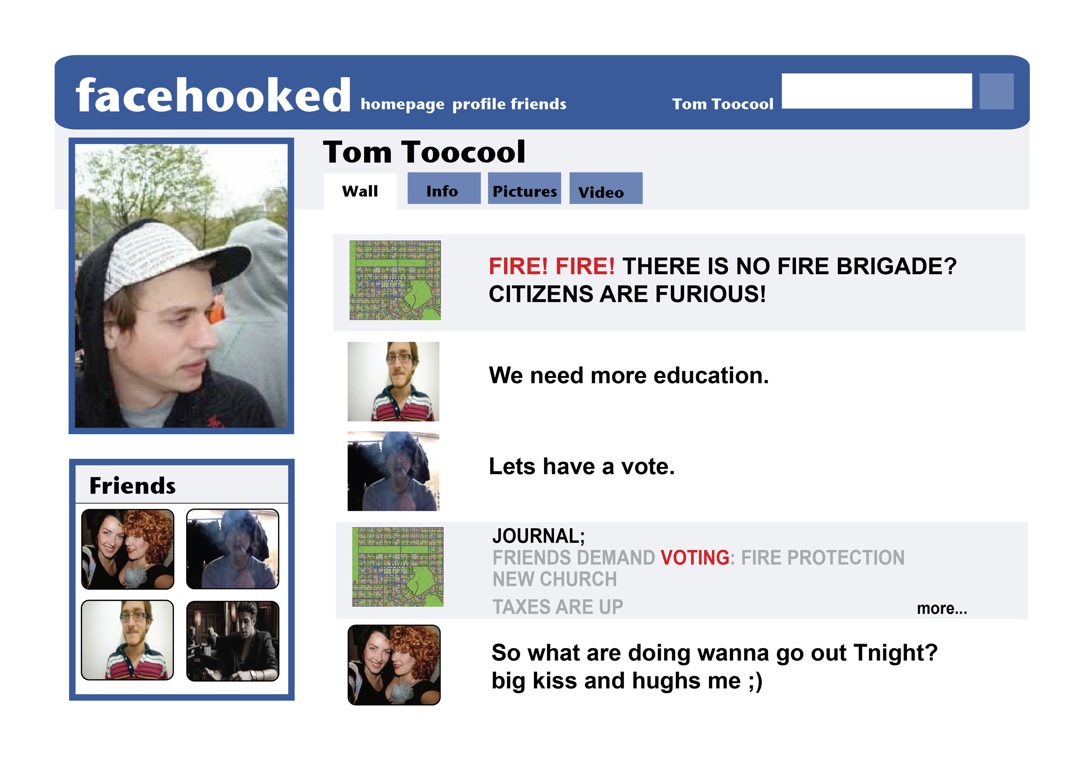 facehooked homepage profile friends Tom Toocool
Tom Toocool
Wall Info Pictures Video
FIRE! FIRE! THERE IS NO FIRE BRIGADE?
CITIZENS ARE FURIOUS!
We need more education.
Lets have a vote.
Friends
JOURNAL;
FRIENDS DEMAND VOTING: FIRE PROTECTION
NEW CHURCH
TAXES ARE UP more...
So what are doing wanna go out Tnight?
big kiss and hughs me ;)